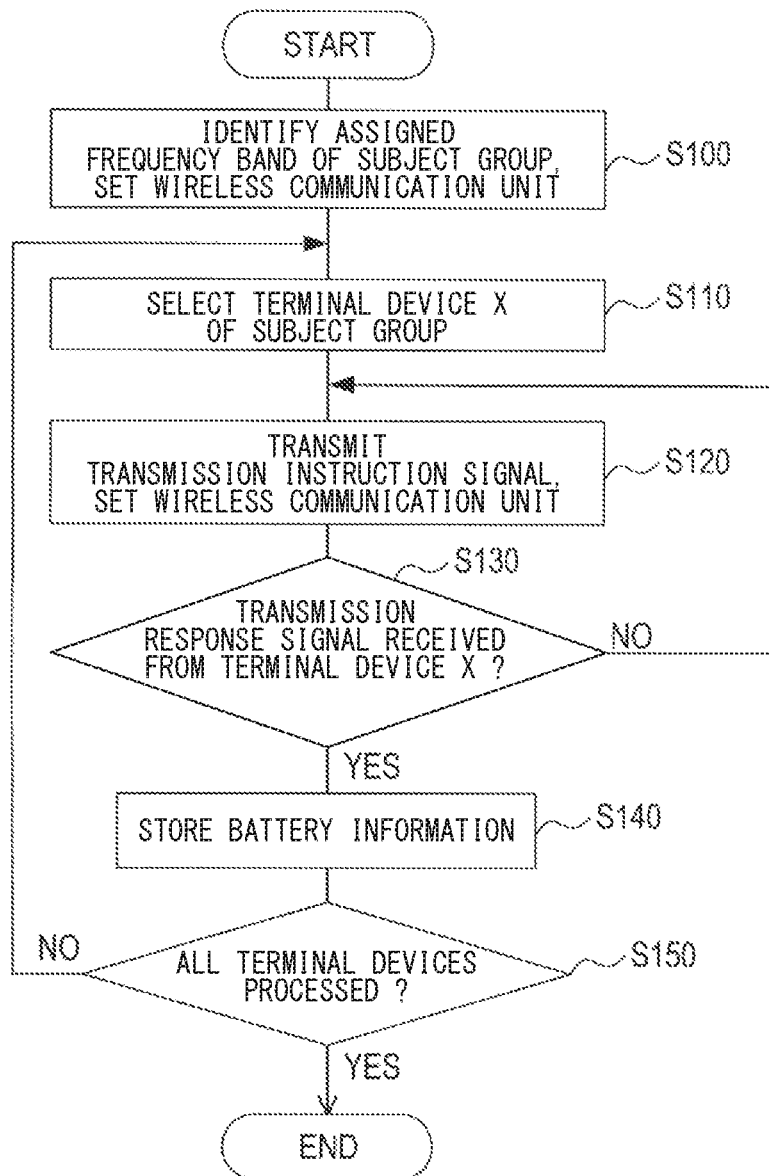 START
IDENTIFY ASSIGNED
FREQUENCY BAND OF SUBJECT GROUP,
SET WIRELESS COMMUNICATION UNIT
S100
SELECT TERMINAL DEVICE X
OF SUBJECT GROUP
S110
TRANSMIT
TRANSMISSION INSTRUCTION SIGNAL,
SET WIRELESS COMMUNICATION UNIT
S120
S130
TRANSMISSION
RESPONSE SIGNAL RECEIVED
FROM TERMINAL DEVICE X ?
NO
YES
STORE BATTERY INFORMATION
S140
NO
ALL TERMINAL DEVICES
PROCESSED ?
S150
YES
END